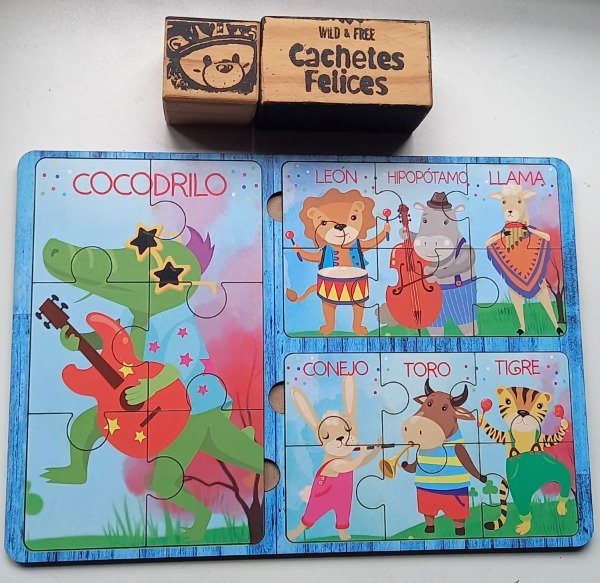 WILD & FREE
Cachetes
Felices
COCODRILO
LEÓN
HIPOPÓTAMO
LLAMA
CONEJO
TORO
TIGRE